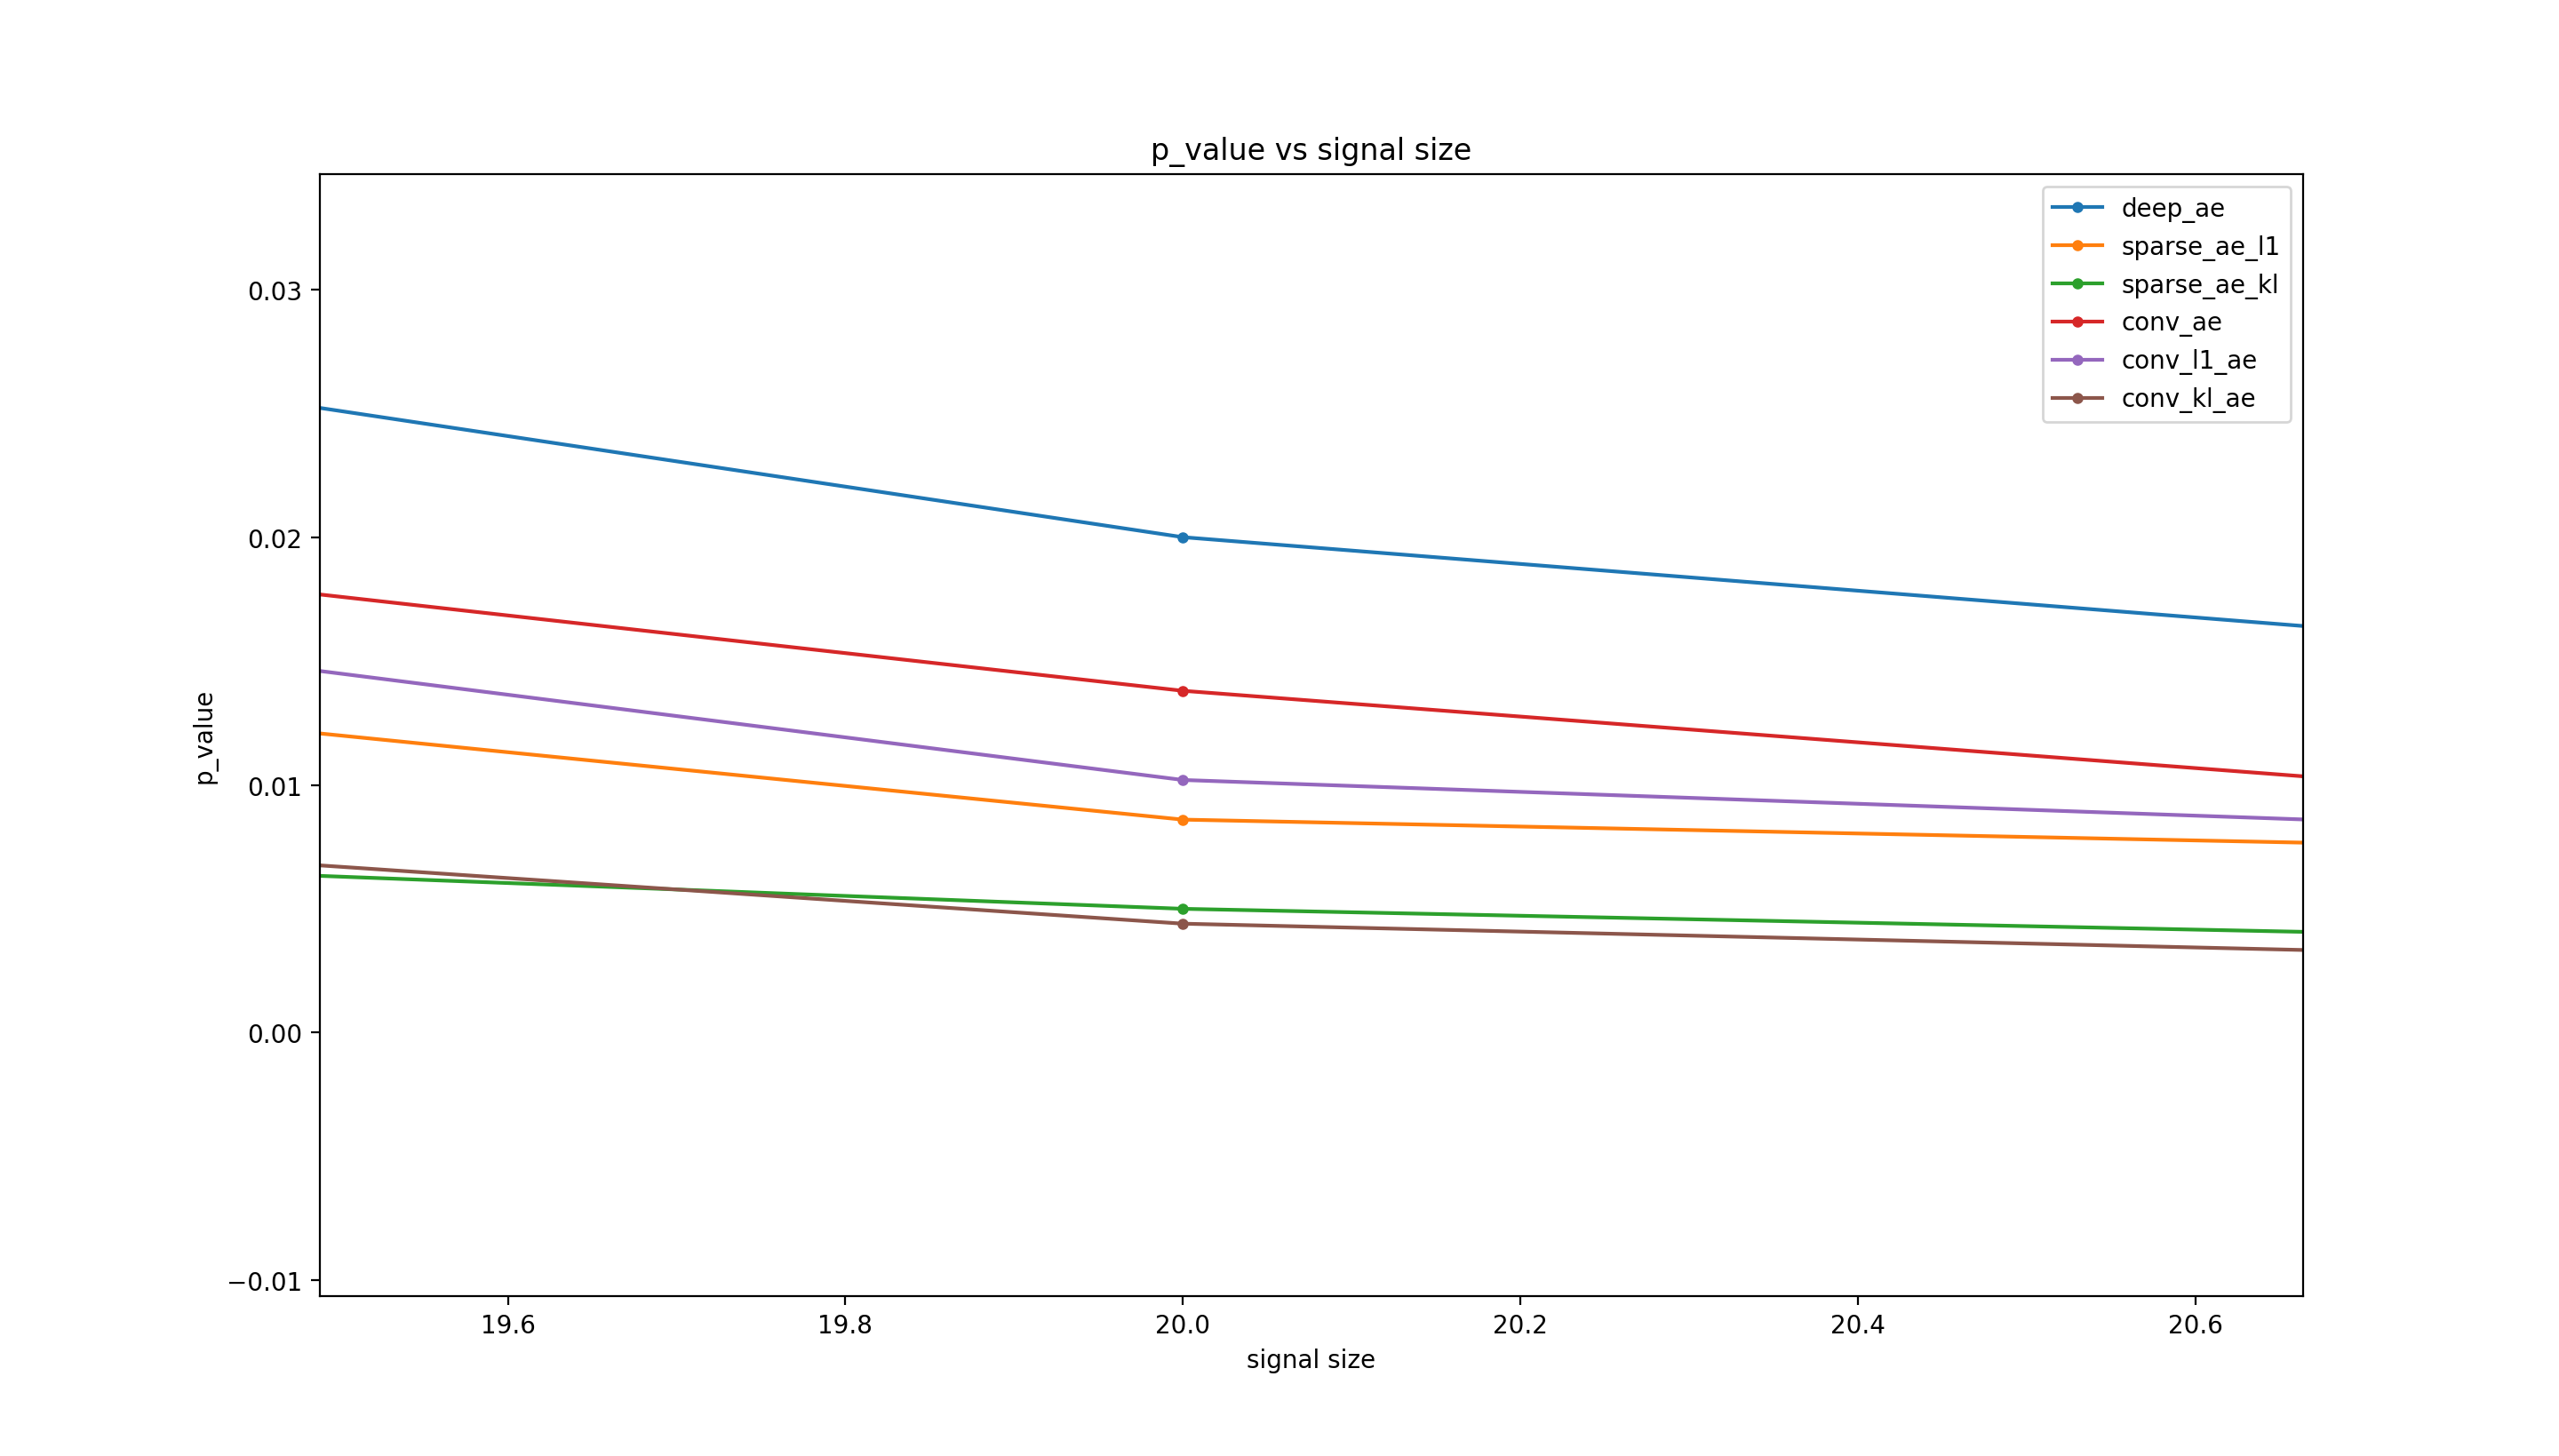 p_value vs signal size
deep_ae
sparse_ae_l1
sparse_ae_kl
conv_ae
conv_l1_ae
conv_kl_ae
p_value
0.03
0.02
0.01
0.00
−0.01
19.6 19.8 20.0 20.2 20.4 20.6
signal size